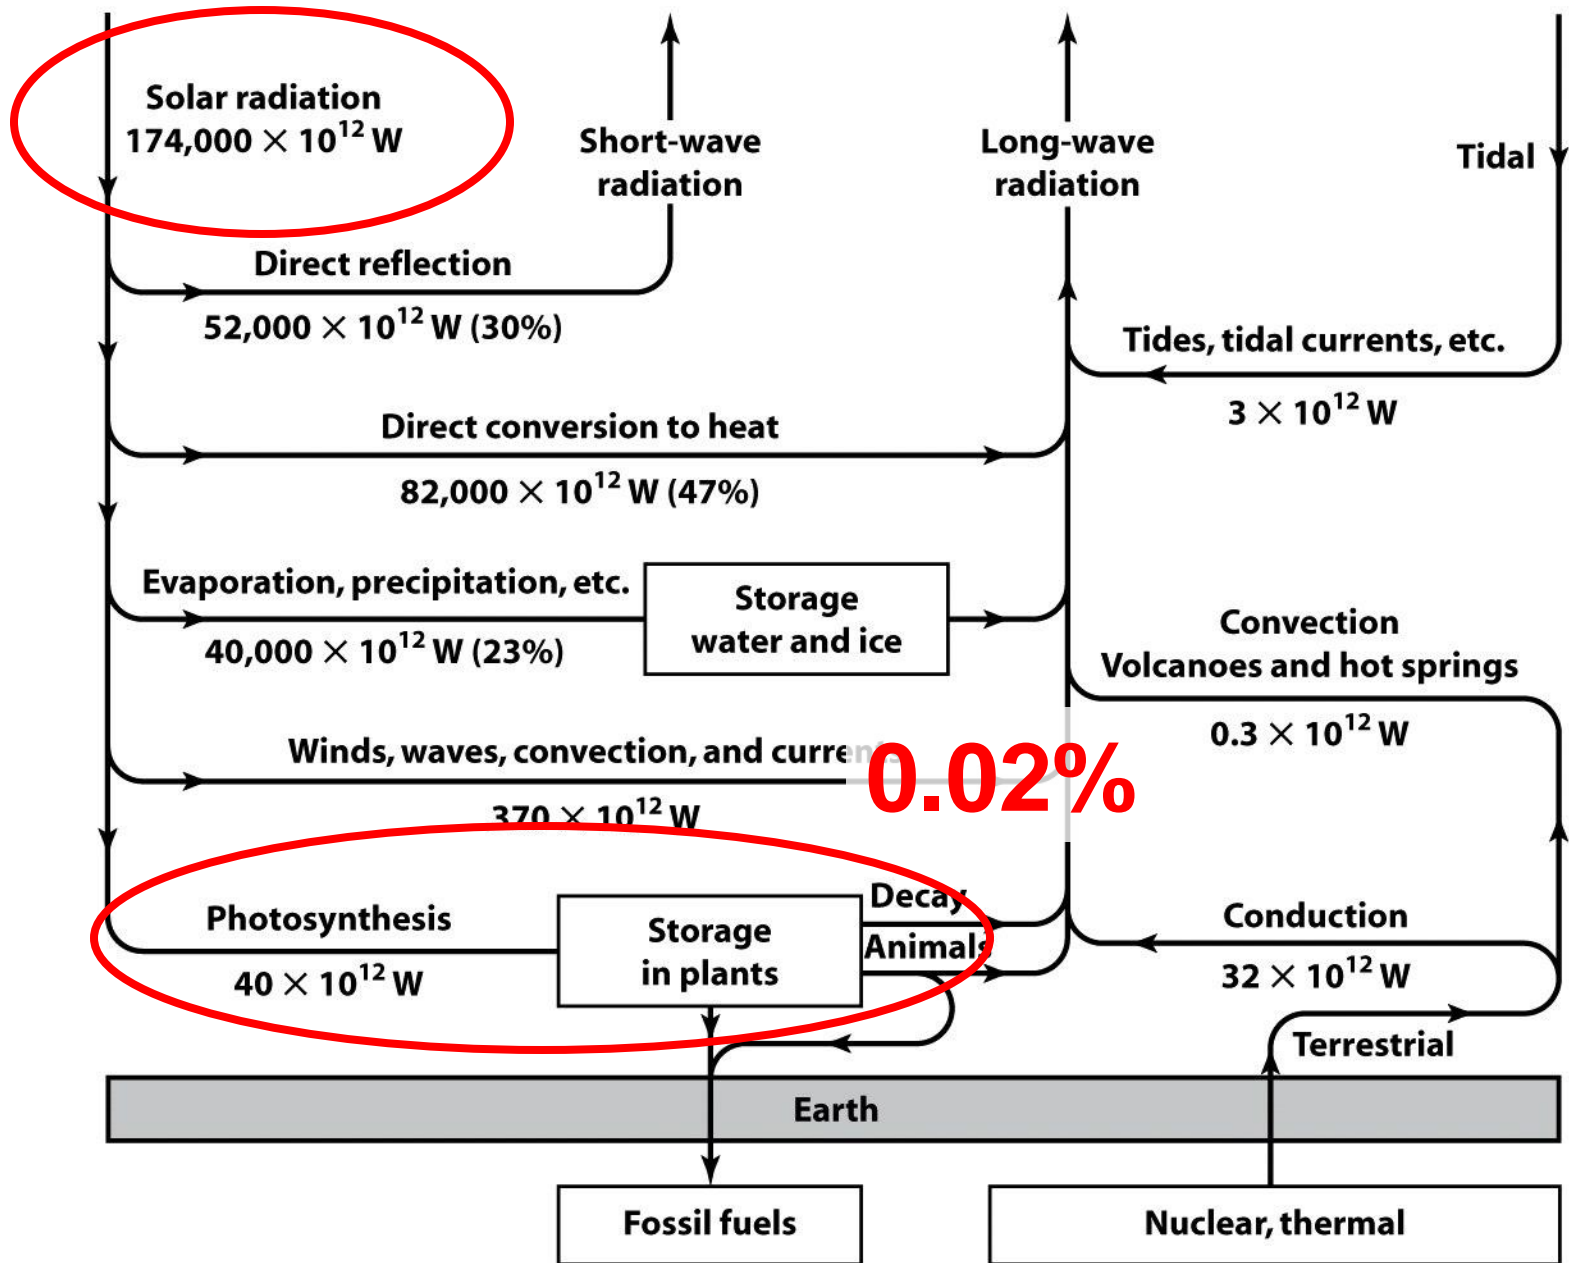 Solar radiation
174,000 × 10¹² W
Short-wave
radiation
Long-wave
radiation
Tidal
Direct reflection
52,000 × 10¹² W (30%)
Tides, tidal currents, etc.
3 × 10¹² W
Direct conversion to heat
82,000 × 10¹² W (47%)
Evaporation, precipitation, etc.
40,000 × 10¹² W (23%)
Storage
water and ice
Convection
Volcanoes and hot springs
0.3 × 10¹² W
Winds, waves, convection, and currents
0.02%
370 × 10¹² W
Photosynthesis
40 × 10¹² W
Storage
in plants
Decay
Animals
Conduction
32 × 10¹² W
Terrestrial
Earth
Fossil fuels
Nuclear, thermal